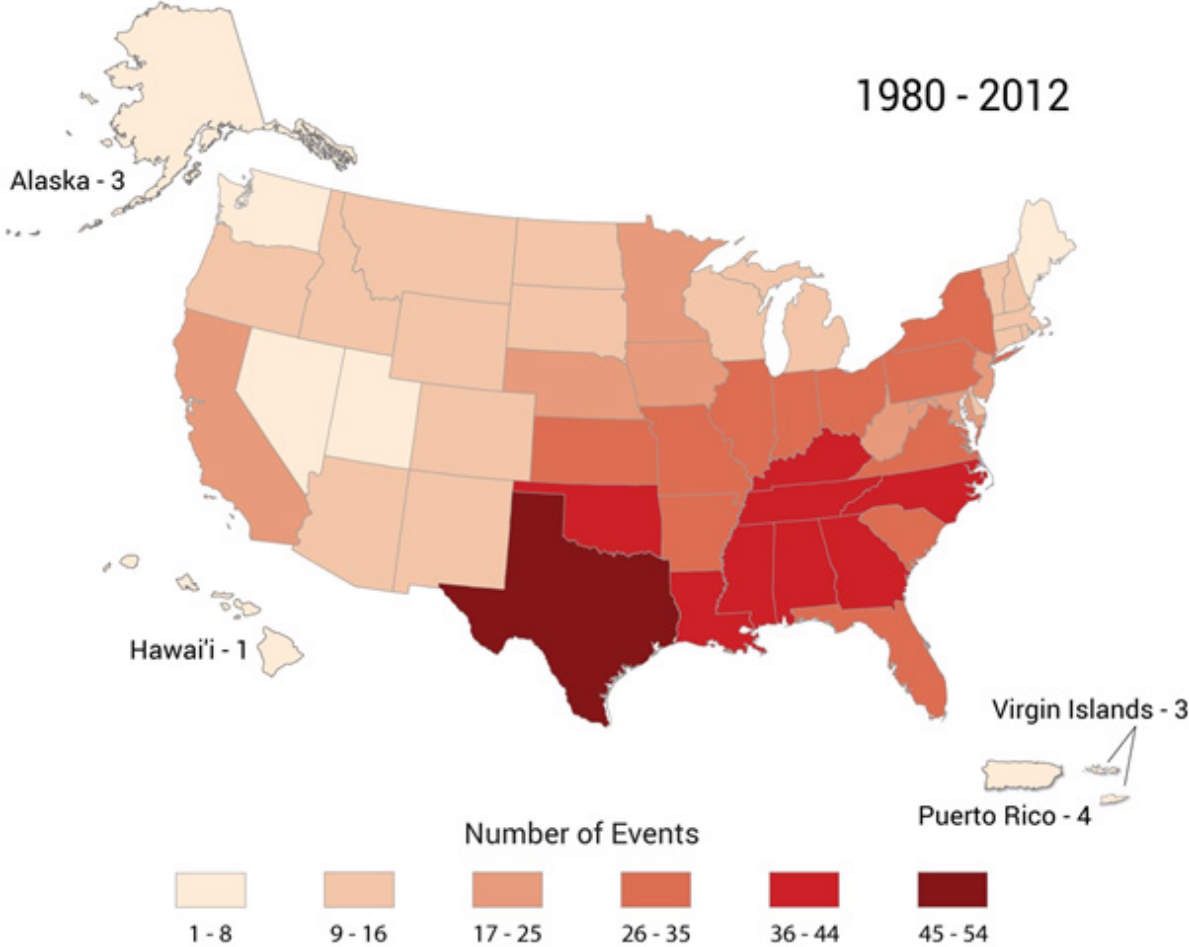 1980 - 2012
Alaska - 3
Hawai'i - 1
Virgin Islands - 3
Puerto Rico - 4
Number of Events
1 - 8
9 - 16
17 - 25
26 - 35
36 - 44
45 - 54